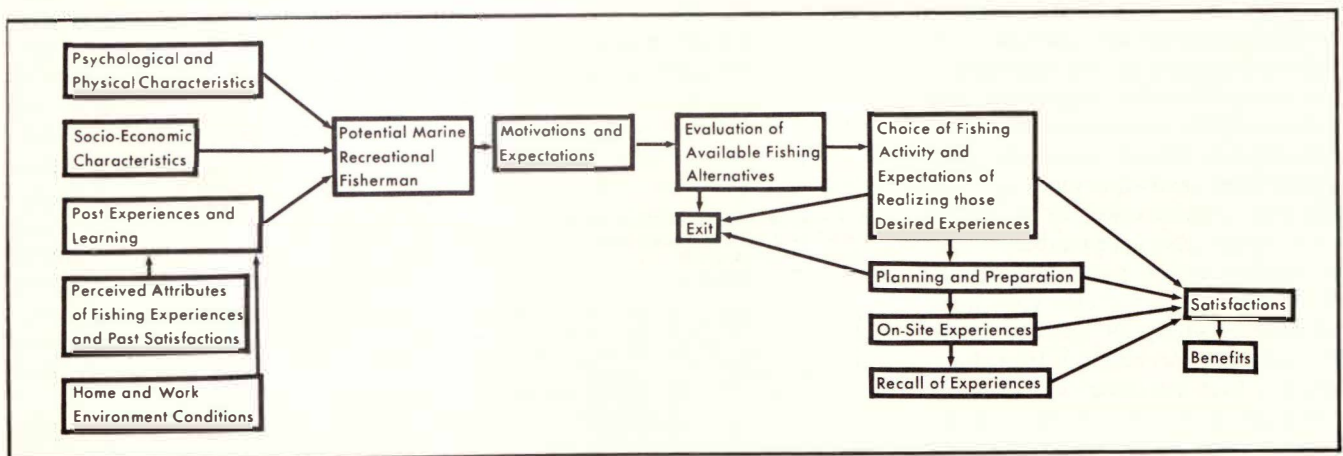 Psychological and
Physical Characteristics
Socio-Economic
Characteristics
Post Experiences and
Learning
Perceived Attributes
of Fishing Experiences
and Past Satisfactions
Home and Work
Environment Conditions
Potential Marine
Recreational
Fisherman
Motivations and
Expectations
Evaluation of
Available Fishing
Alternatives
Exit
Choice of Fishing
Activity and
Expectations of
Realizing those
Desired Experiences
Planning and Preparation
On-Site Experiences
Recall of Experiences
Satisfactions
Benefits